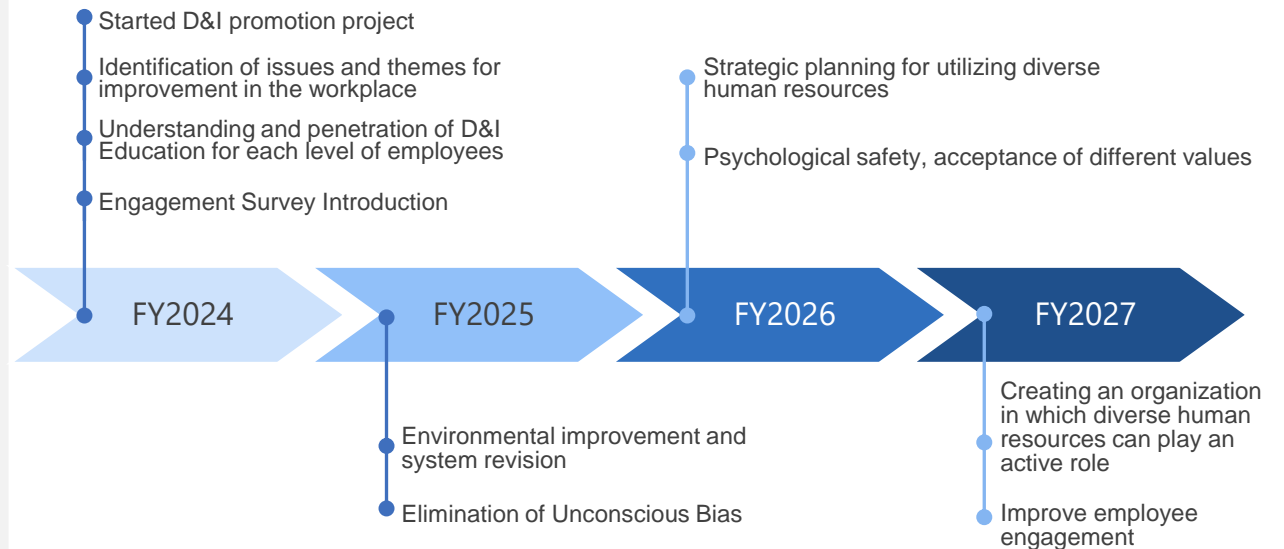 Started D&I promotion project
Identification of issues and themes for
improvement in the workplace
Understanding and penetration of D&I
Education for each level of employees
Engagement Survey Introduction
Strategic planning for utilizing diverse
human resources
Psychological safety, acceptance of different values
FY2024
FY2025
FY2026
FY2027
Environmental improvement and
system revision
Elimination of Unconscious Bias
Creating an organization
in which diverse human
resources can play an
active role
Improve employee
engagement